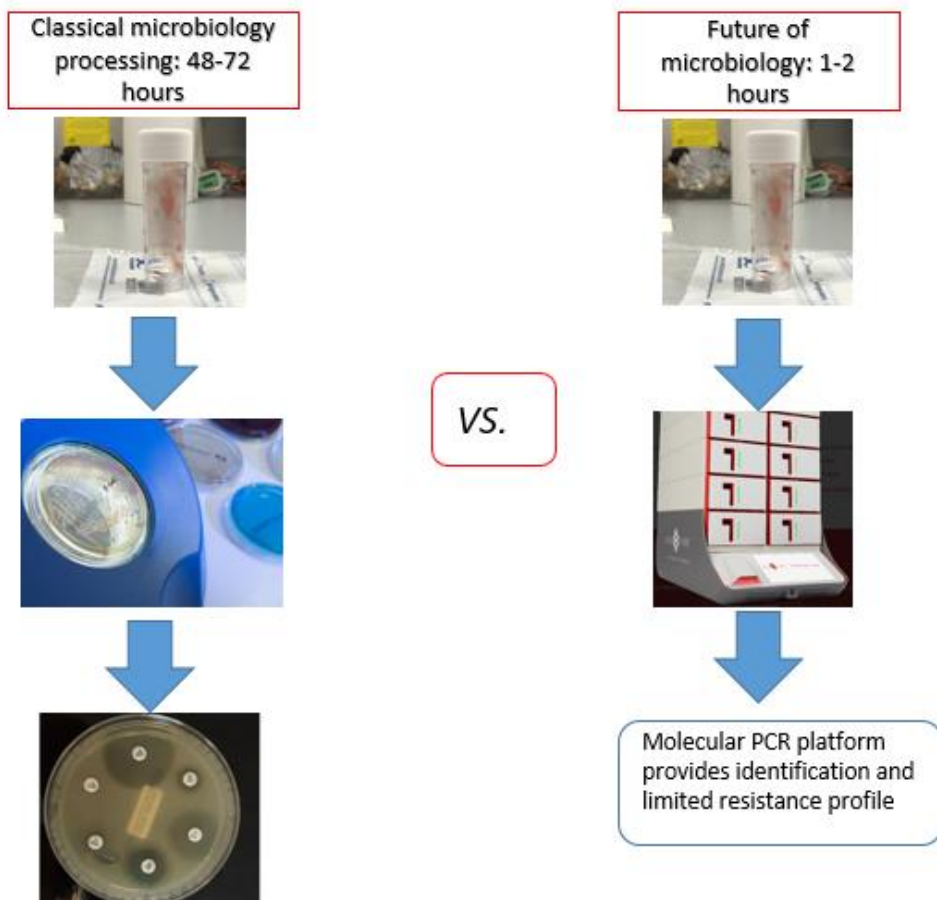 Classical microbiology
processing: 48-72
hours
Future of
microbiology: 1-2
hours
VS.
Molecular PCR platform
provides identification and
limited resistance profile